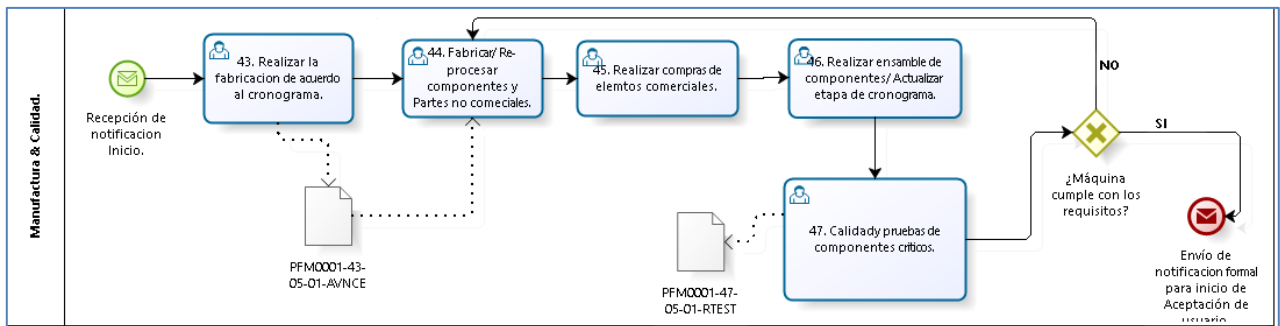 Manufactura & Calidad.
Recepción de
notificacion
Inicio.
43. Realizar la
fabricacion de acuerdo
al cronograma.
PFM0001-43-
05-01-AVNCE
44. Fabricar/ Re-
procesar
componentes y
Partes no comeciales.
45. Realizar compras de
elemtos comerciales.
46. Realizar ensamble de
componentes/ Actualizar
etapa de cronograma.
47. Calidady pruebas de
componentes criticos.
PFM0001-47-
05-01-RTEST
NO
SI
¿Máquina
cumple con los
requisitos?
Envío de
notificacion formal
para inicio de
Aceptación de
usuario